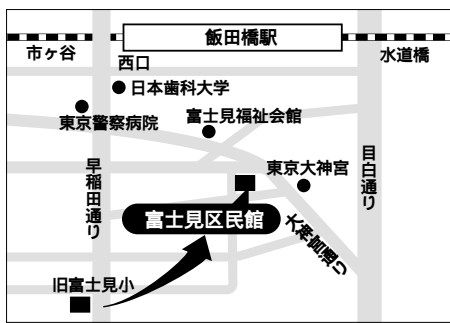 飯田橋駅
市ヶ谷
水道橋
西口
日本歯科大学
東京警察病院
富士見福祉会館
早稲田通り
東京大神宮
目白通り
富士見区民館
大神宮通り
旧富士見小